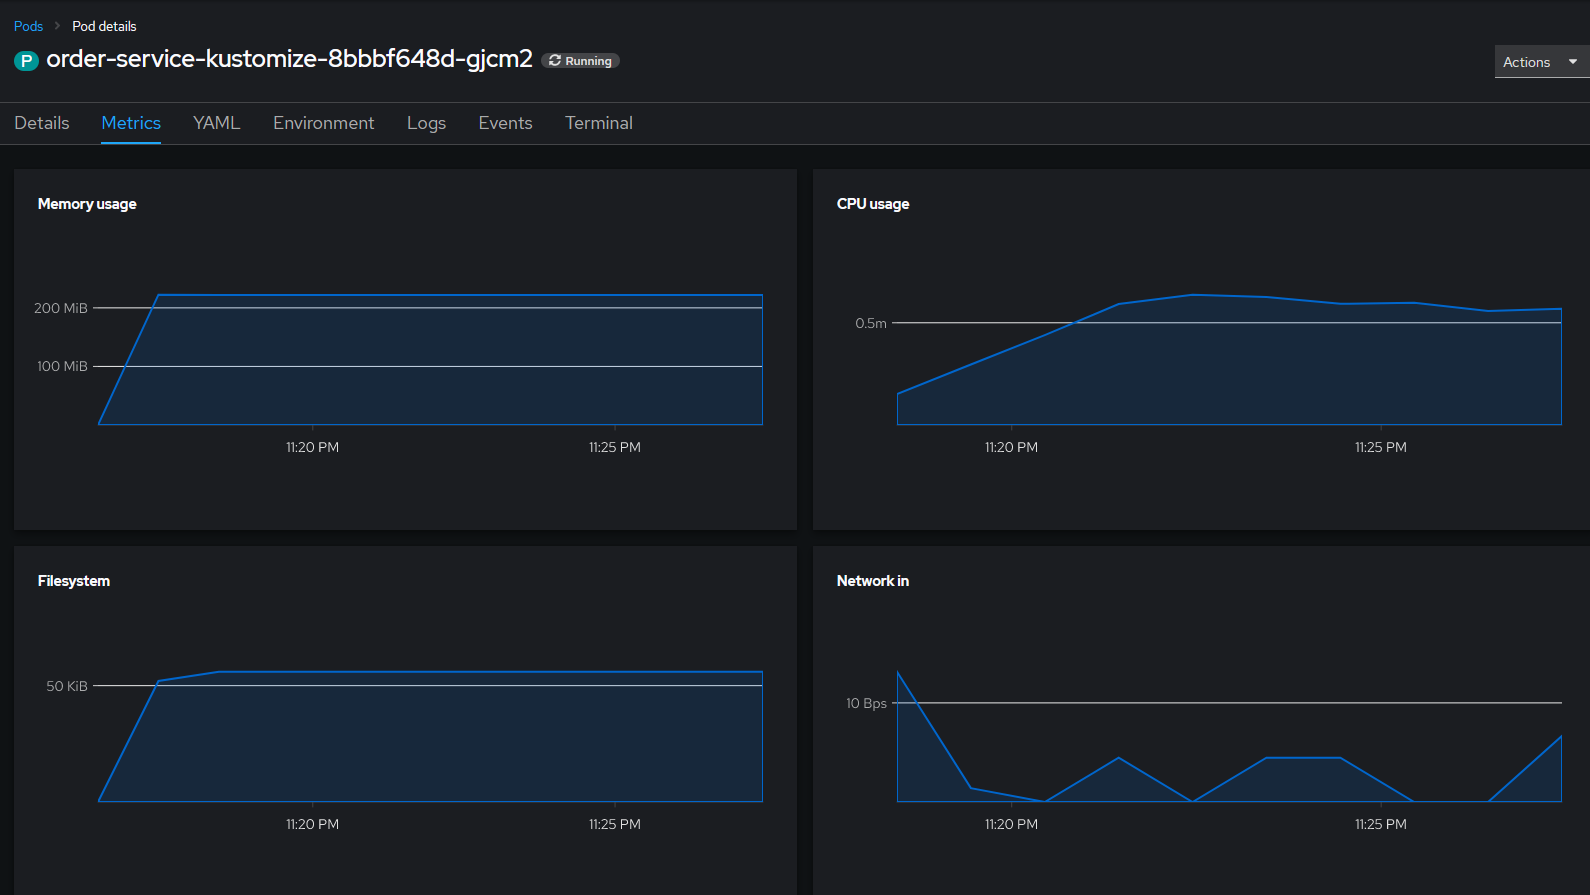 Pods > Pod details
P order-service-kustomize-8bbbf648d-gjcm2 Running
Actions
Details Metrics YAML Environment Logs Events Terminal
Memory usage
200 MiB
100 MiB
11:20 PM 11:25 PM
CPU usage
0.5m
11:20 PM 11:25 PM
Filesystem
50 KiB
11:20 PM 11:25 PM
Network in
10 Bps
11:20 PM 11:25 PM